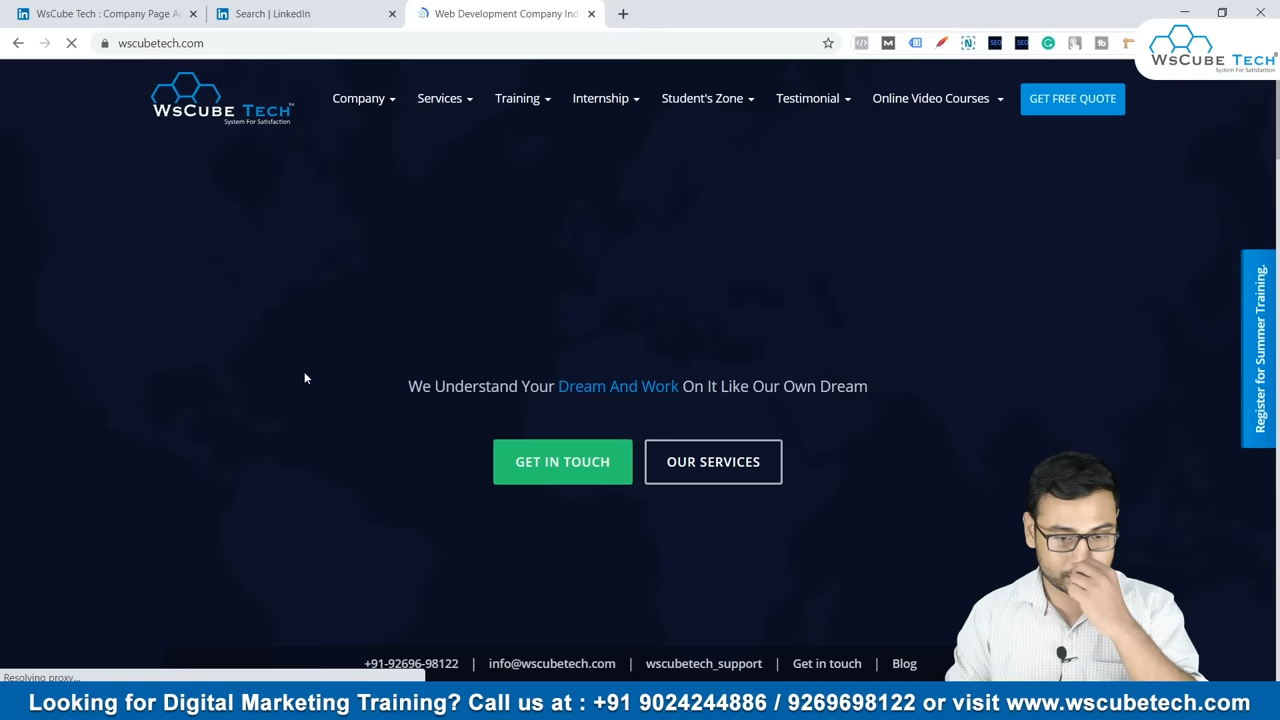 WsCube Tech : Company Page A
Search | LinkedIn
Web Development Company Ind
wscubetech.com
WsCube Tech
System For Satisfaction
WsCube Tech
System For Satisfaction
Company
Services
Training
Internship
Student's Zone
Testimonial
Online Video Courses
GET FREE QUOTE
Register for Summer Training.
We Understand Your Dream And Work On It Like Our Own Dream
GET IN TOUCH
OUR SERVICES
+91-92696-98122 | info@wscubetech.com | wscubetech_support | Get in touch | Blog
Resolving proxy...
Looking for Digital Marketing Training? Call us at : +91 9024244886 / 9269698122 or visit www.wscubetech.com